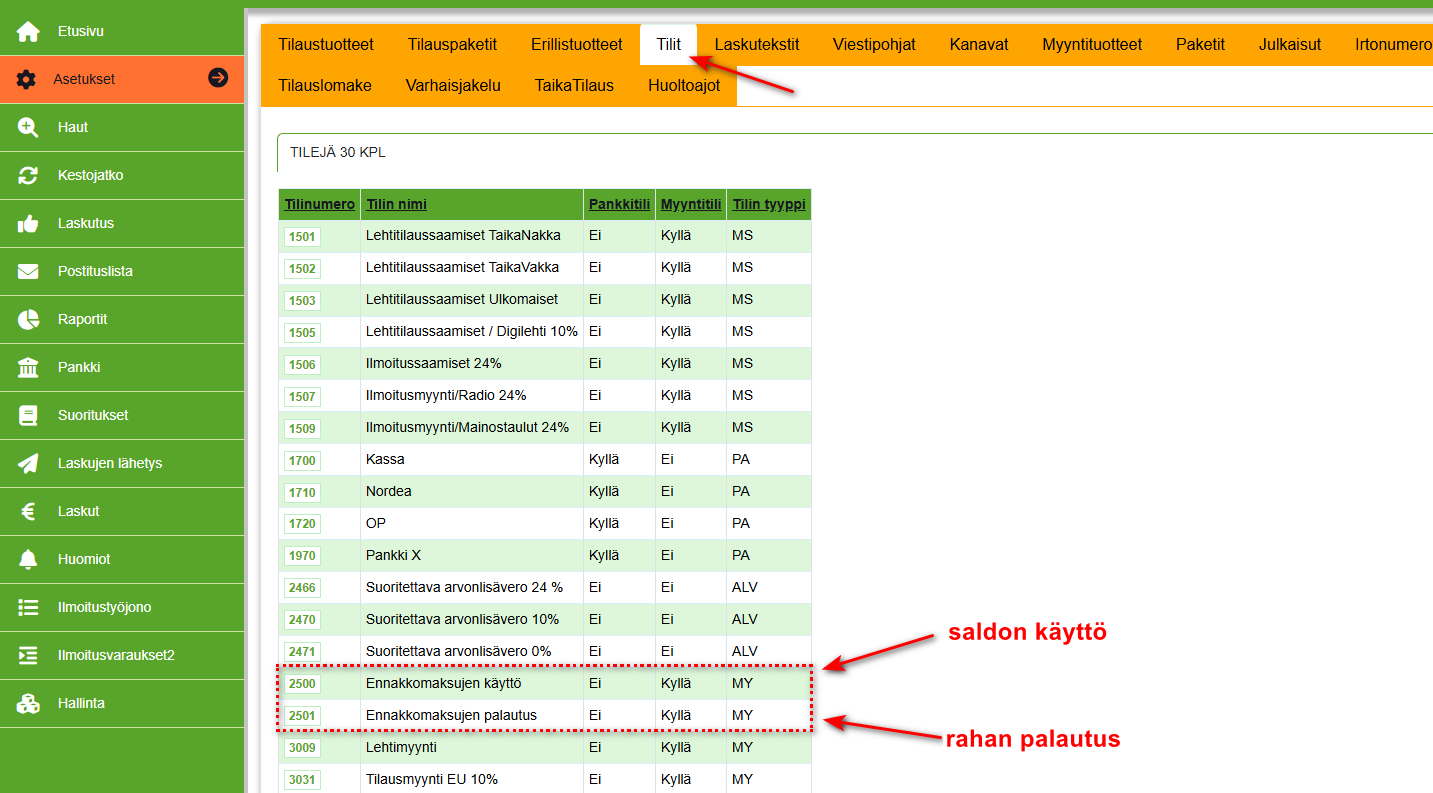 Etusivu
Asetukset
Haut
Kestojatko
Laskutus
Postituslista
Raportit
Pankki
Suoritukset
Laskujen lähetys
Laskut
Huomiot
Ilmoitustyöjono
Ilmoitusvaraukset2
Hallinta
Tilaustuotteet Tilauspaketit Erillistuotteet Tilit Laskutekstit Viestipohjat Kanavat Myyntituotteet Paketit Julkaisut Irtonumero
Tilauslomake Varhaisjakelu TaikaTilaus Huoltoajot
TILEJÄ 30 KPL
Tilinumero Tilin nimi Pankkitili Myyntitili Tilin tyyppi
1501 Lehtitilaussaamiset TaikaNakka Ei Kyllä MS
1502 Lehtitilaussaamiset TaikaVakka Ei Kyllä MS
1503 Lehtitilaussaamiset Ulkomaiset Ei Kyllä MS
1505 Lehtitilaussaamiset / Digilehti 10% Ei Kyllä MS
1506 Ilmoitussaamiset 24% Ei Kyllä MS
1507 Ilmoitusmyynti/Radio 24% Ei Kyllä MS
1509 Ilmoitusmyynti/Mainostaulut 24% Ei Kyllä MS
1700 Kassa Kyllä Ei PA
1710 Nordea Kyllä Ei PA
1720 OP Kyllä Ei PA
1970 Pankki X Kyllä Ei PA
2466 Suoritettava arvonlisävero 24 % Ei Ei ALV
2470 Suoritettava arvonlisävero 10% Ei Ei ALV
2471 Suoritettava arvonlisävero 0% Ei Ei ALV
2500 Ennakkomaksujen käyttö Ei Kyllä MY
2501 Ennakkomaksujen palautus Ei Kyllä MY
3009 Lehtimyynti Ei Kyllä MY
3031 Tilausmyynti EU 10% Ei Kyllä MY
saldon käyttö
rahan palautus